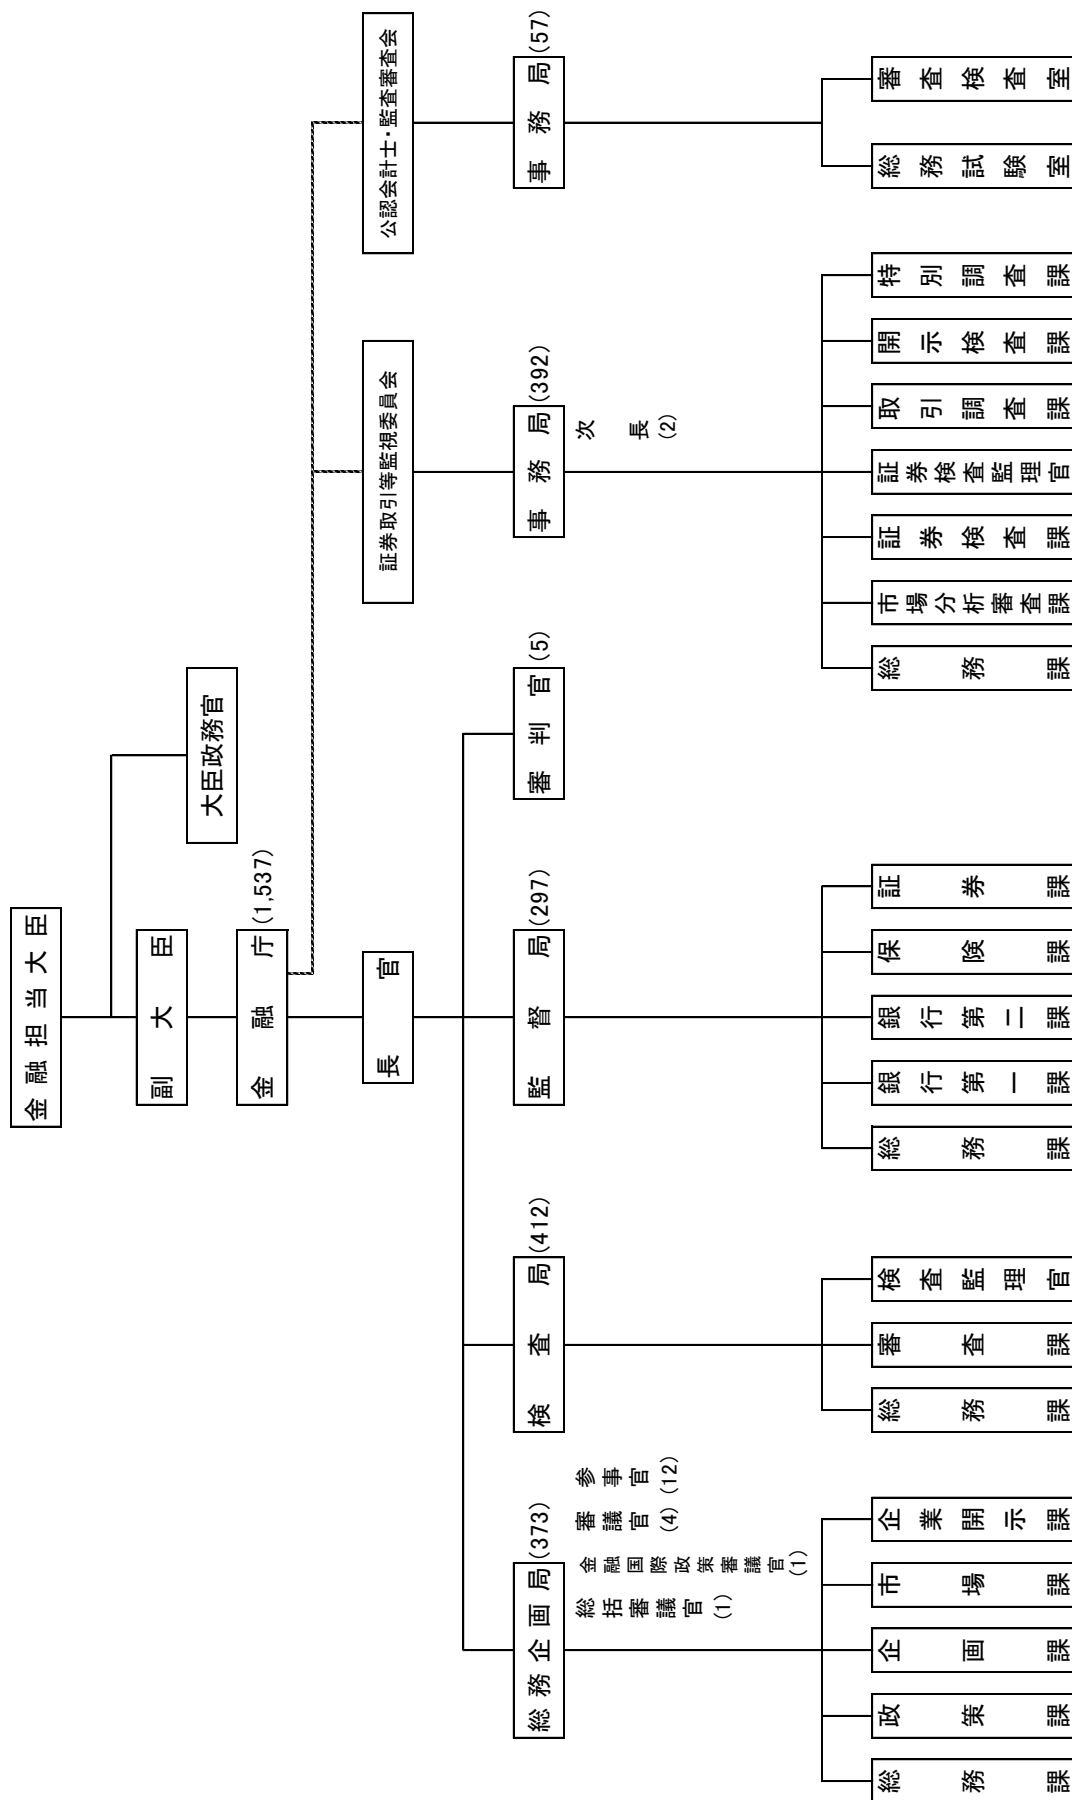 金融担当大臣
副大臣
大臣政務官
金融庁(1,537)
長官
証券取引等監視委員会
公認会計士・監査審査会
総務企画局(373)
総括審議官(1)
金融国際政策審議官(1)
審議官(4)
参事官(12)
検査局(412)
監督局(297)
審判官(5)
事務局(392)
次長(2)
事務局(57)
総務課
政策課
企画課
市場課
企業開示課
総務課
審査課
検査監理官
総務課
銀行第一課
銀行第二課
保険課
証券課
総務課
市場分析審査課
証券検査課
証券検査監理官
取引調査課
開示検査課
特別調査課
総務試験室
審査検査室